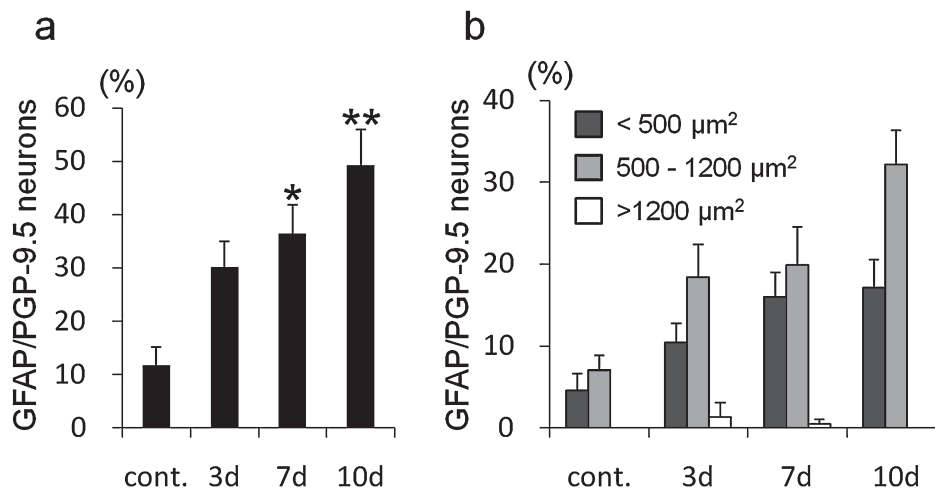 a
(%)
GFAP/PGP-9.5 neurons
60
50
40
30
20
10
0
*
**
cont. 3d 7d 10d
b
(%)
GFAP/PGP-9.5 neurons
40
30
20
10
0
< 500 µm²
500 - 1200 µm²
>1200 µm²
cont. 3d 7d 10d